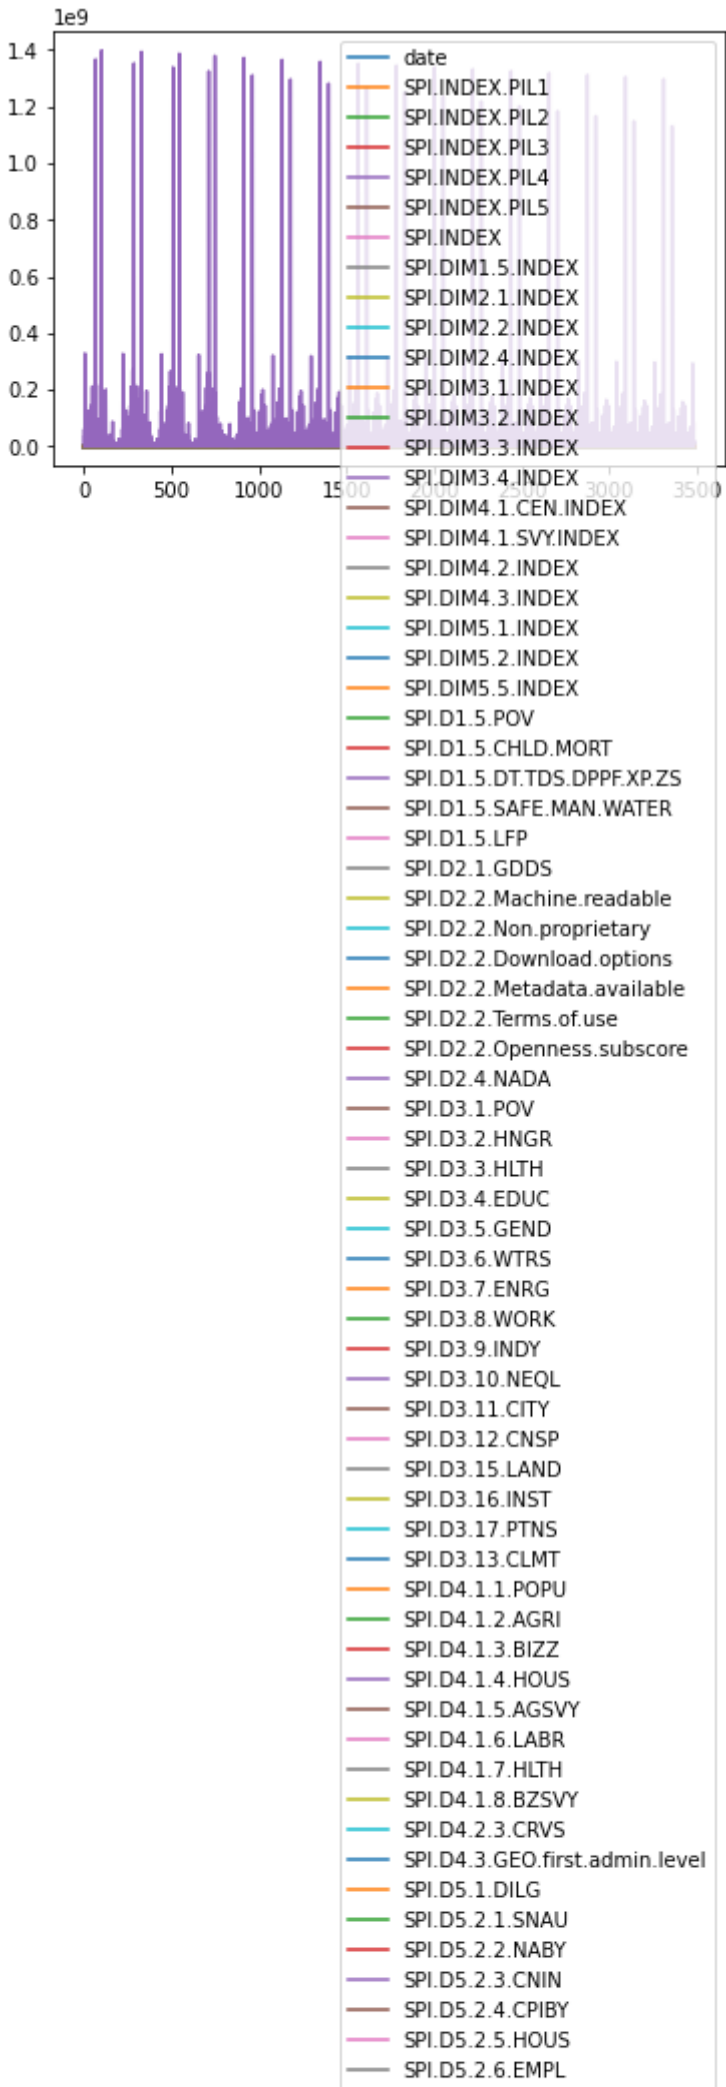 1e9
1.4
1.2
1.0
0.8
0.6
0.4
0.2
0.0
0 500 1000 1500 2000 2500 3000 3500
date
SPI.INDEX.PIL1
SPI.INDEX.PIL2
SPI.INDEX.PIL3
SPI.INDEX.PIL4
SPI.INDEX.PIL5
SPI.INDEX
SPI.DIM1.5.INDEX
SPI.DIM2.1.INDEX
SPI.DIM2.2.INDEX
SPI.DIM2.4.INDEX
SPI.DIM3.1.INDEX
SPI.DIM3.2.INDEX
SPI.DIM3.3.INDEX
SPI.DIM3.4.INDEX
SPI.DIM4.1.CEN.INDEX
SPI.DIM4.1.SVY.INDEX
SPI.DIM4.2.INDEX
SPI.DIM4.3.INDEX
SPI.DIM5.1.INDEX
SPI.DIM5.2.INDEX
SPI.DIM5.5.INDEX
SPI.D1.5.POV
SPI.D1.5.CHLD.MORT
SPI.D1.5.DT.TDS.DPPF.XP.ZS
SPI.D1.5.SAFE.MAN.WATER
SPI.D1.5.LFP
SPI.D2.1.GDDS
SPI.D2.2.Machine.readable
SPI.D2.2.Non.proprietary
SPI.D2.2.Download.options
SPI.D2.2.Metadata.available
SPI.D2.2.Terms.of.use
SPI.D2.2.Openness.subscore
SPI.D2.4.NADA
SPI.D3.1.POV
SPI.D3.2.HNGR
SPI.D3.3.HLTH
SPI.D3.4.EDUC
SPI.D3.5.GEND
SPI.D3.6.WTRS
SPI.D3.7.ENRG
SPI.D3.8.WORK
SPI.D3.9.INDY
SPI.D3.10.NEQL
SPI.D3.11.CITY
SPI.D3.12.CNSP
SPI.D3.15.LAND
SPI.D3.16.INST
SPI.D3.17.PTNS
SPI.D3.13.CLMT
SPI.D4.1.1.POPU
SPI.D4.1.2.AGRI
SPI.D4.1.3.BIZZ
SPI.D4.1.4.HOUS
SPI.D4.1.5.AGSVY
SPI.D4.1.6.LABR
SPI.D4.1.7.HLTH
SPI.D4.1.8.BZSVY
SPI.D4.2.3.CRVS
SPI.D4.3.GEO.first.admin.level
SPI.D5.1.DILG
SPI.D5.2.1.SNAU
SPI.D5.2.2.NABY
SPI.D5.2.3.CNIN
SPI.D5.2.4.CPIBY
SPI.D5.2.5.HOUS
SPI.D5.2.6.EMPL